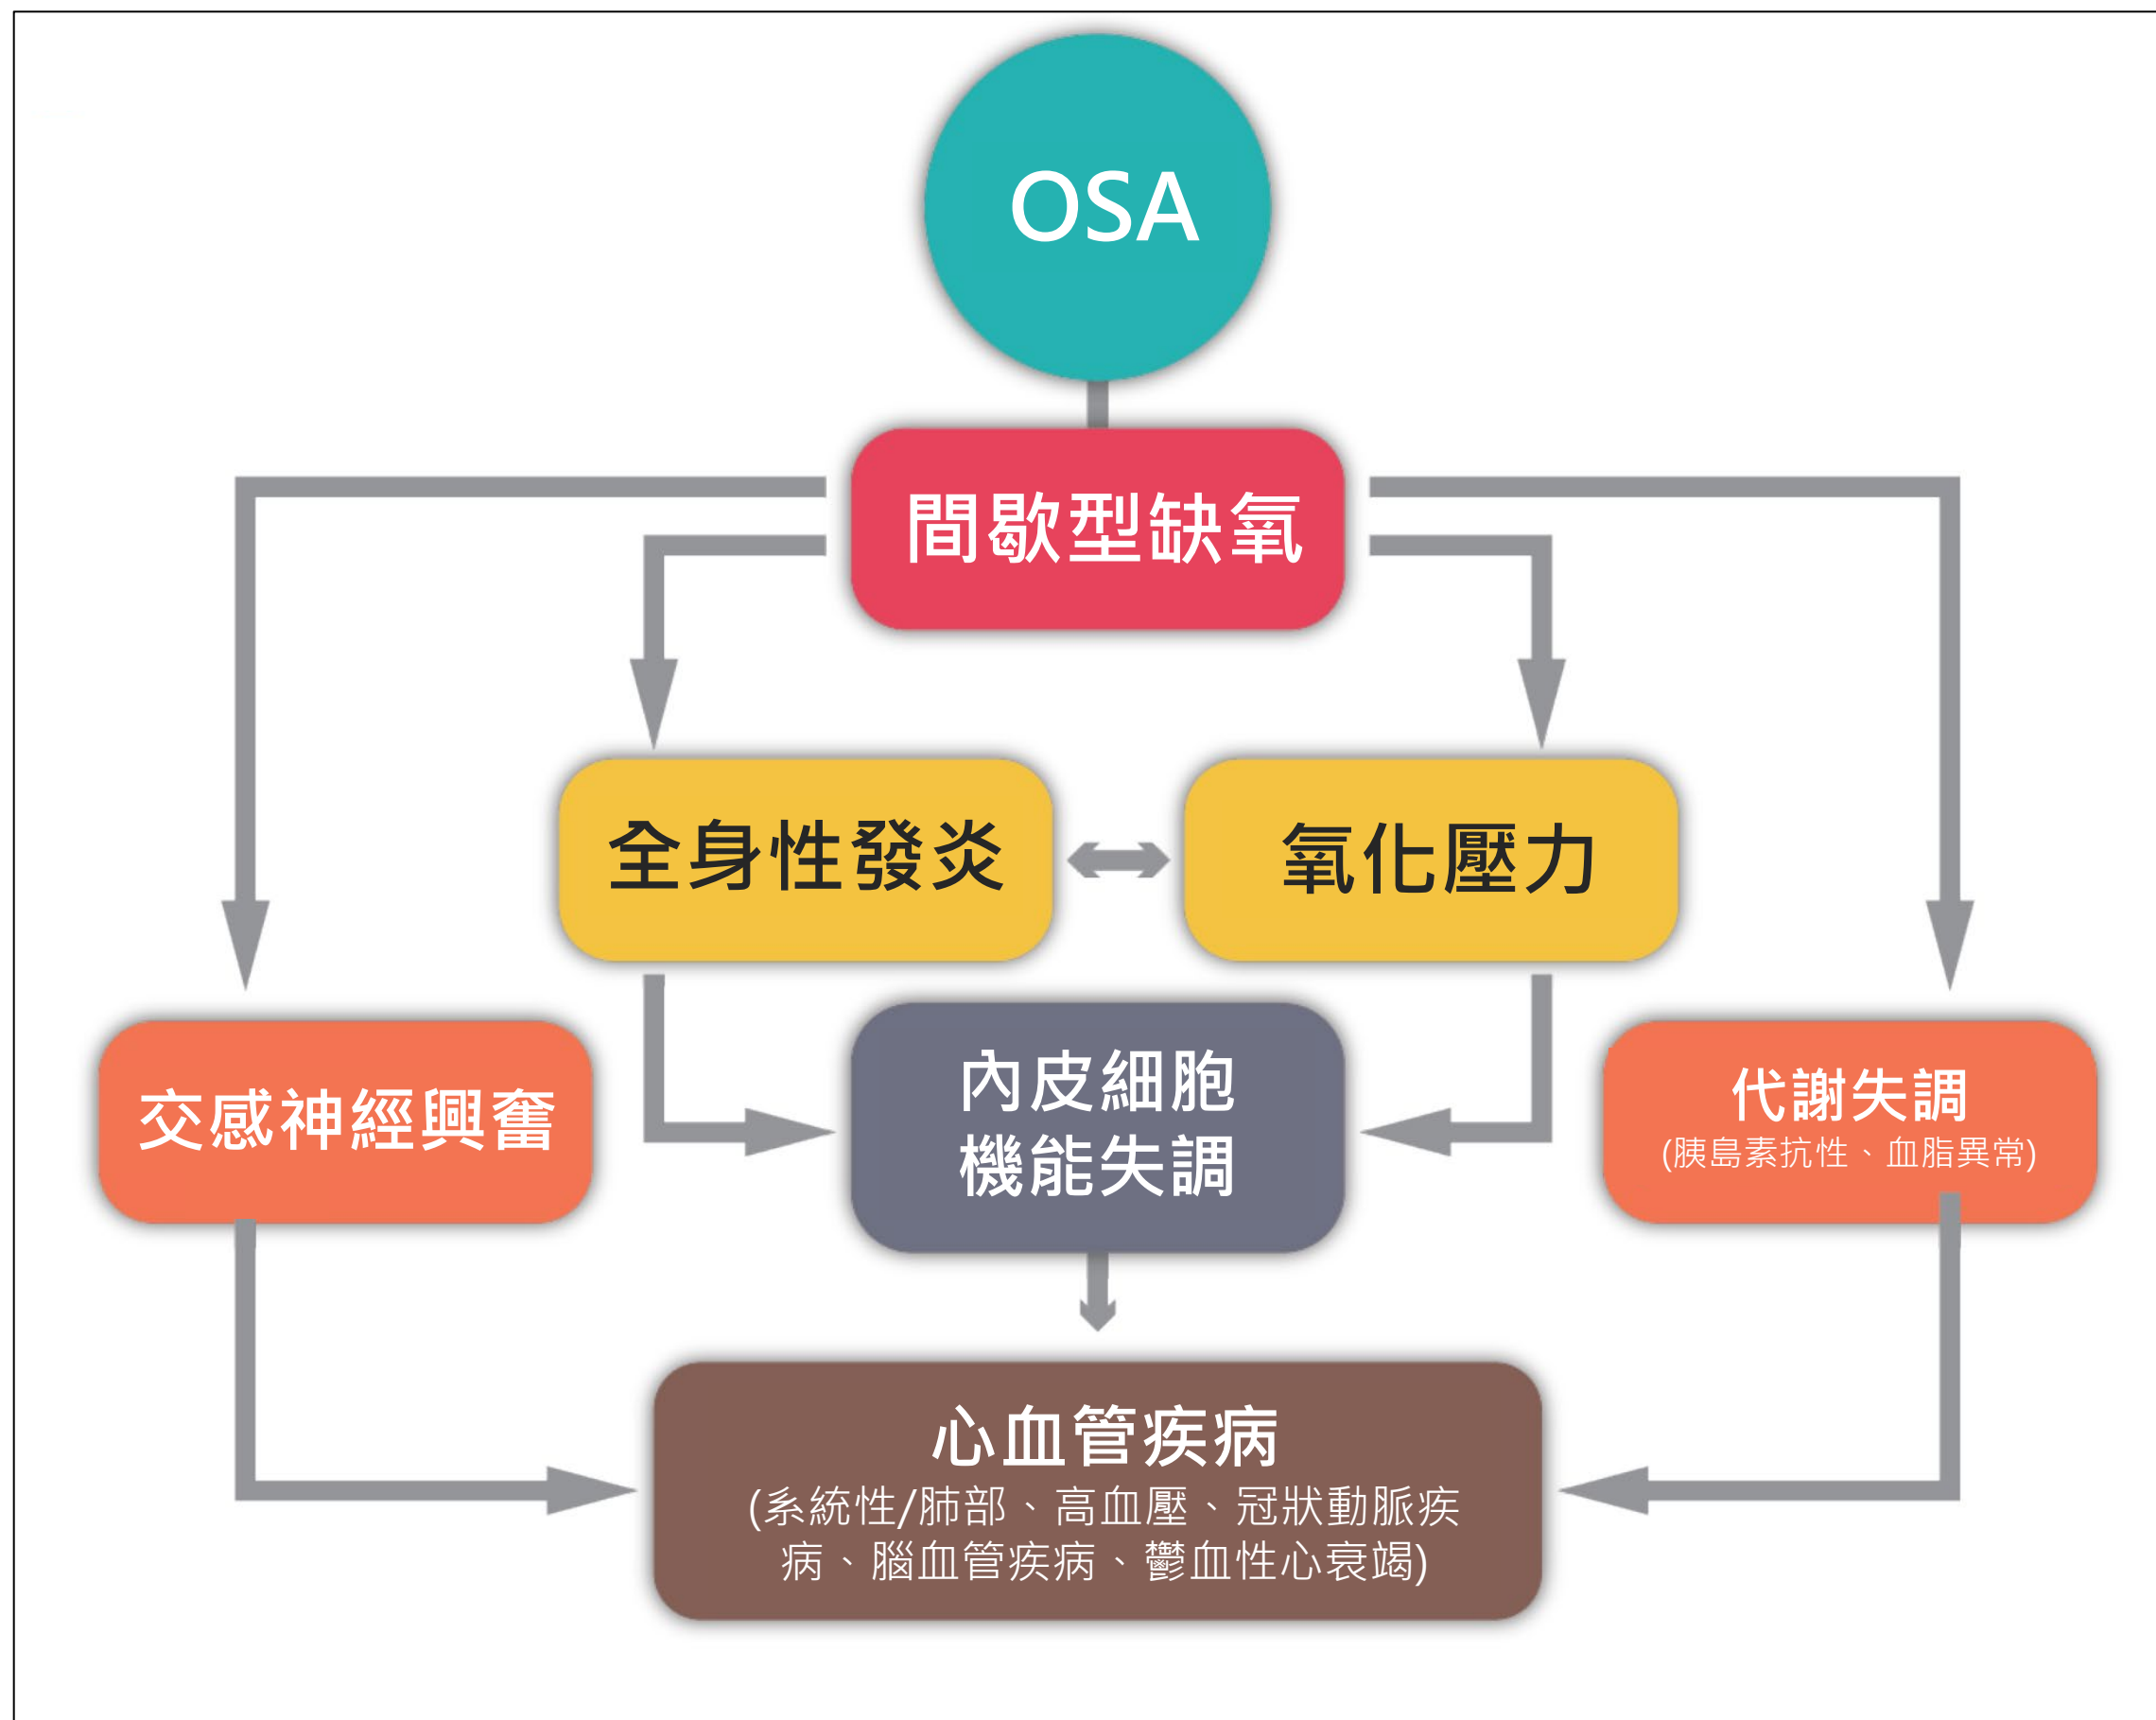 OSA
間歇型缺氧
全身性發炎
氧化壓力
交感神經興奮
內皮細胞
機能失調
代謝失調
(胰島素抗性、血脂異常)
心血管疾病
(系統性/肺部、高血壓、冠狀動脈疾
病、腦血管疾病、鬱血性心衰竭)